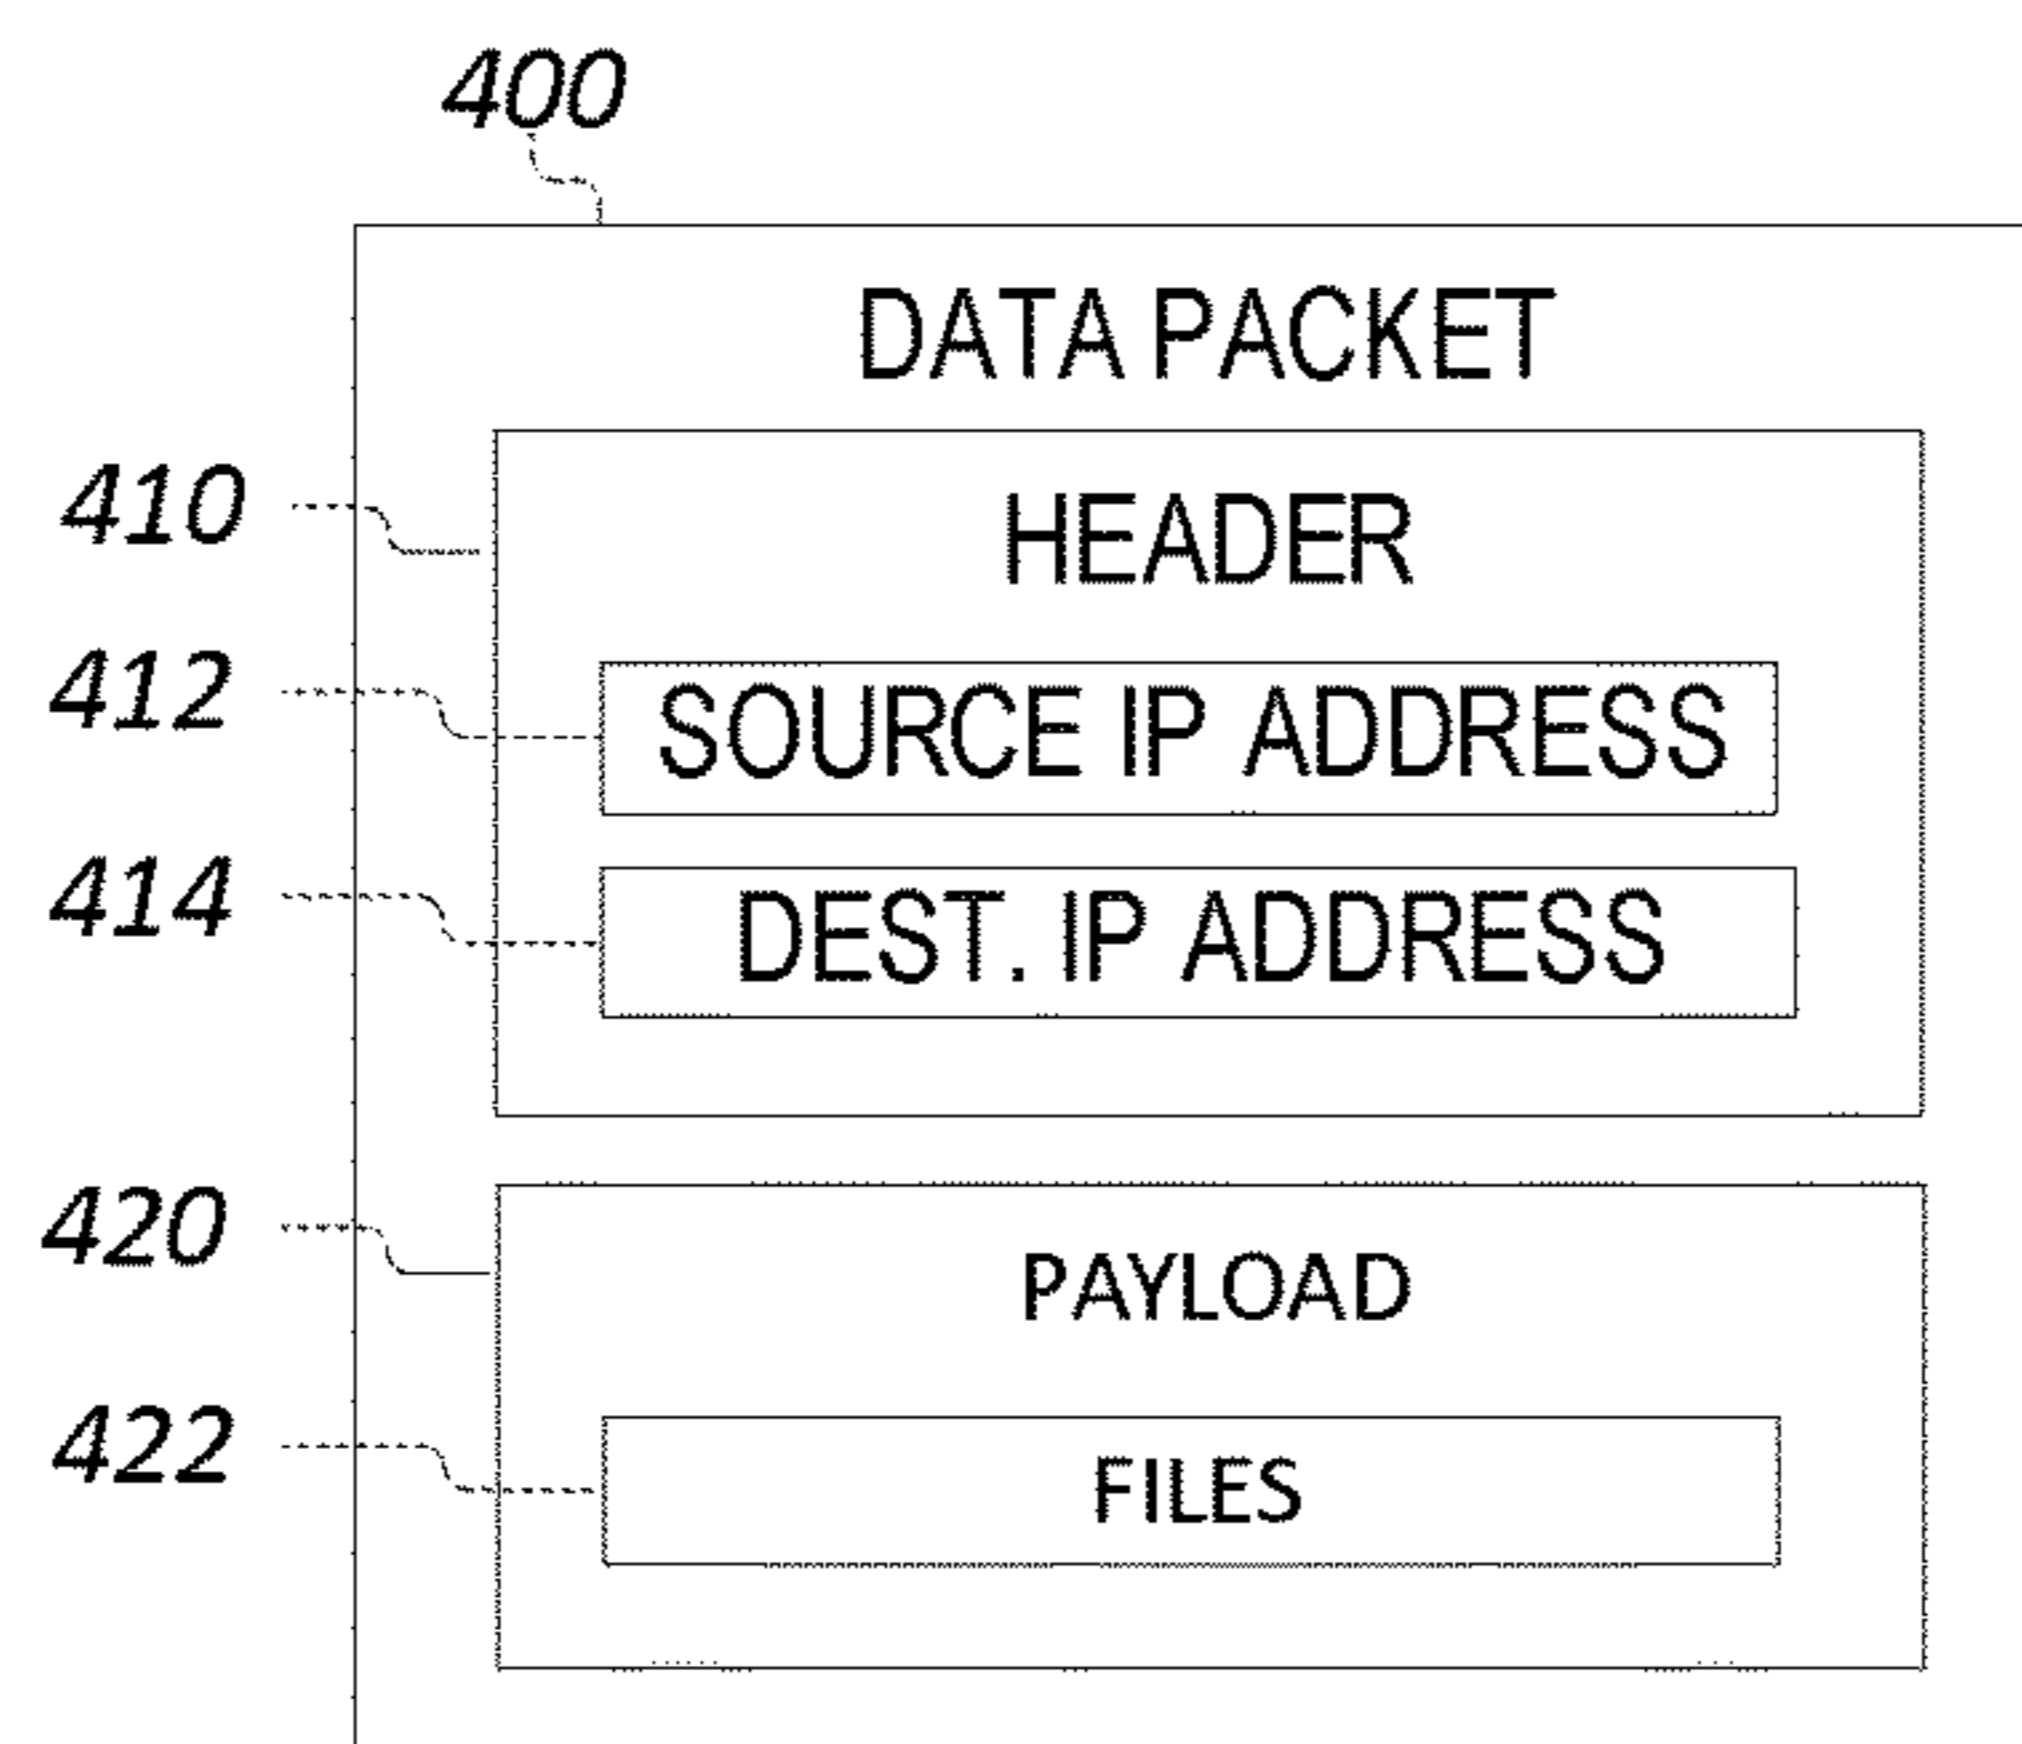 400
DATA PACKET
410
HEADER
412
SOURCE IP ADDRESS
414
DEST. IP ADDRESS
420
PAYLOAD
422
FILES